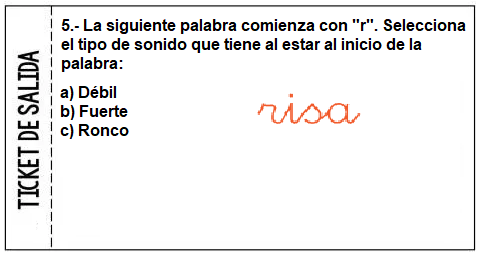 TICKET DE SALIDA
5.- La siguiente palabra comienza con "r". Selecciona
el tipo de sonido que tiene al estar al inicio de la
palabra:
a) Débil
b) Fuerte
c) Ronco
risa